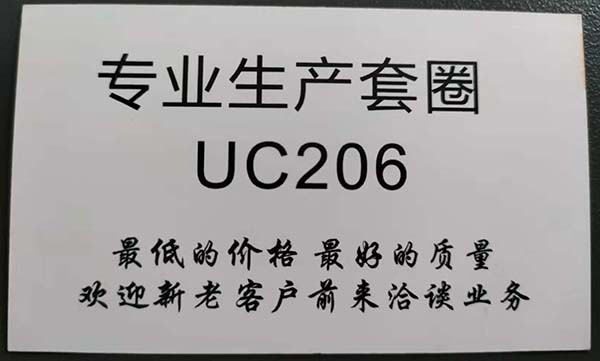 专业生产套圈
UC206
最低的价格 最好的质量
欢迎新老客户前来洽谈业务